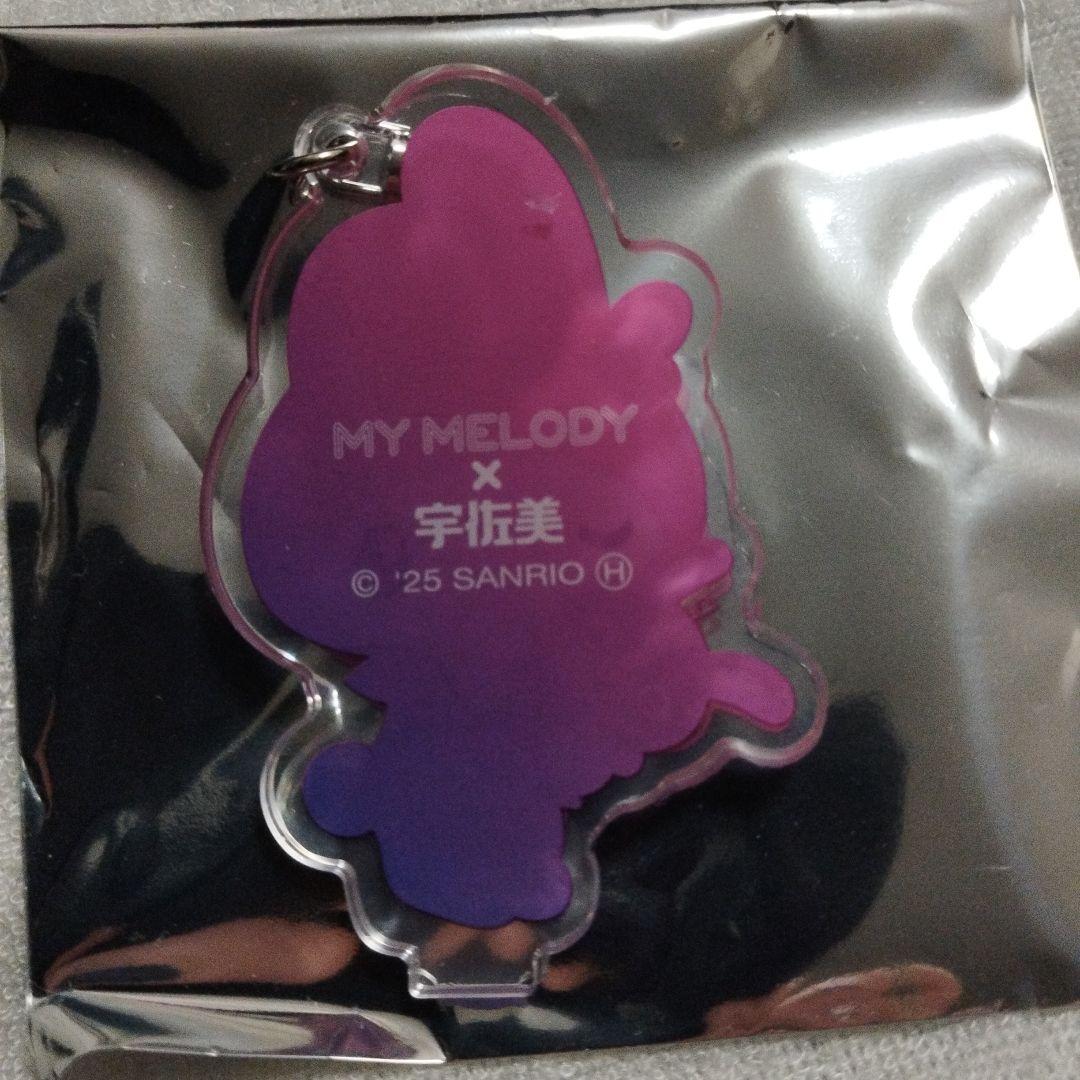 MY MELODY
×
宇佐美
© '25 SANRIO Ⓗ